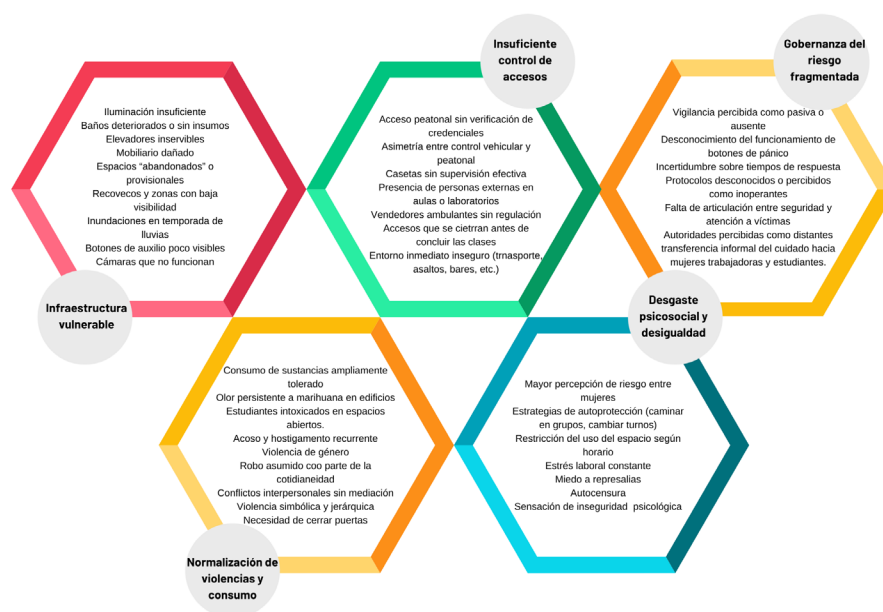 Insuficiente
control de
accesos
Gobernanza del
riesgo
fragmentada
Iluminación insuficiente
Baños deteriorados o sin insumos
Elevadores inservibles
Mobiliario dañado
Espacios “abandonados” o
provisionales
Recovecos y zonas con baja
visibilidad
Inundaciones en temporada de
lluvias
Botones de auxilio poco visibles
Cámaras que no funcionan
Infraestructura
vulnerable
Acceso peatonal sin verificación de
credenciales
Asimetría entre control vehicular y
peatonal
Casetas sin supervisión efectiva
Presencia de personas externas en
aulas o laboratorios
Vendedores ambulantes sin regulación
Accesos que se cietrran antes de
concluir las clases
Entorno inmediato inseguro (trnasporte,
asaltos, bares, etc.)
Vigilancia percibida como pasiva o
ausente
Desconocimiento del funcionamiento de
botones de pánico
Incertidumbre sobre tiempos de respuesta
Protocolos desconocidos o percibidos
como inoperantes
Falta de articulación entre seguridad y
atención a víctimas
Autoridades percibidas como distantes
transferencia informal del cuidado hacia
mujeres trabajadoras y estudiantes.
Desgaste
psicosocial y
desigualdad
Consumo de sustancias ampliamente
tolerado
Olor persistente a marihuana en edificios
Estudiantes intoxicados en espacios
abiertos.
Acoso y hostigamiento recurrente
Violencia de género
Robo asumido coo parte de la
cotidianeidad
Conflictos interpersonales sin mediación
Violencia simbólica y jerárquica
Necesidad de cerrar puertas
Normalización de
violencias y
consumo
Mayor percepción de riesgo entre
mujeres
Estrategias de autoprotección (caminar
en grupos, cambiar turnos)
Restricción del uso del espacio según
horario
Estrés laboral constante
Miedo a represalias
Autocensura
Sensación de inseguridad psicológica